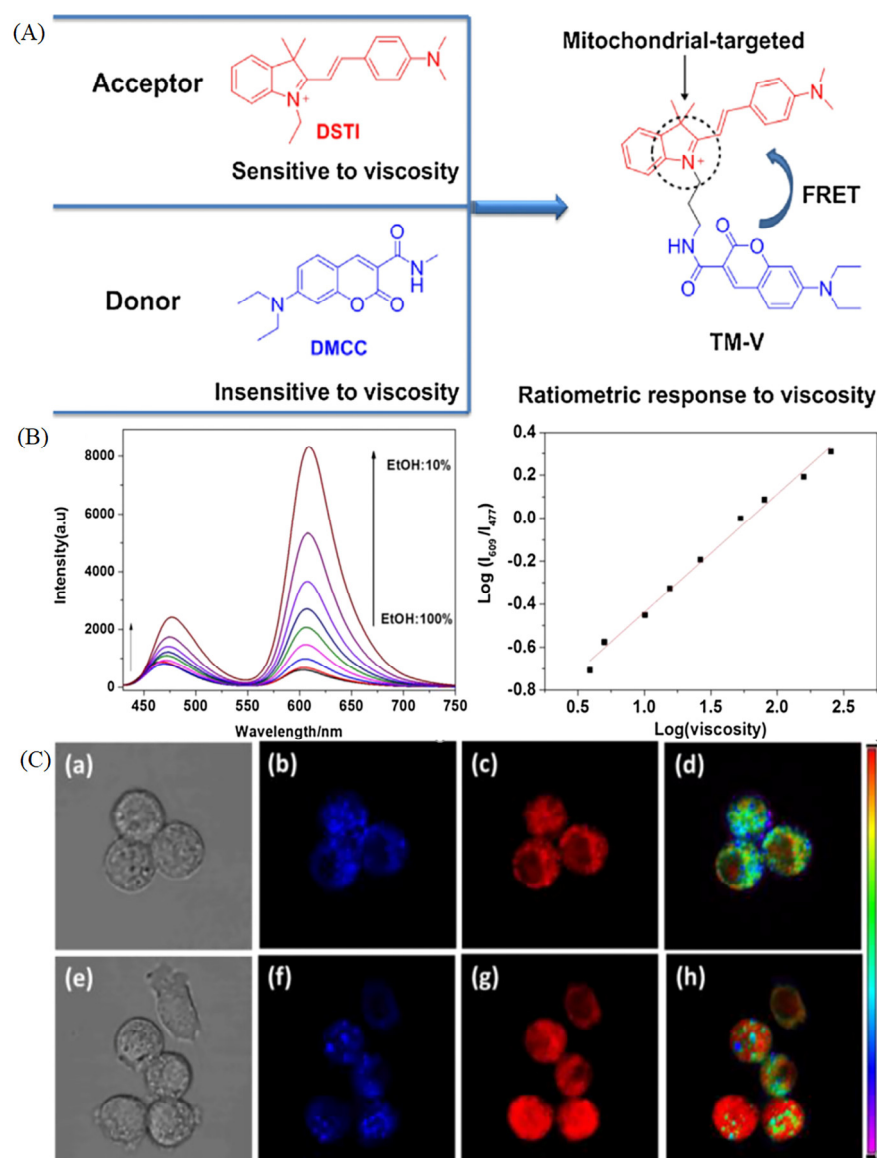 (A)
Acceptor
N
N
+
DSTI
Sensitive to viscosity
Donor
O
N
H
N
O
O
DMCC
Insensitive to viscosity
Mitochondrial-targeted
N
N
+
FRET
NH
O
O
O
N
TM-V
Ratiometric response to viscosity
(B)
Intensity(a.u)
8000
6000
4000
2000
0
EtOH:10%
EtOH:100%
450 500 550 600 650 700 750
Wavelength/nm
Log (I609/I477)
0.4
0.2
0.0
-0.2
-0.4
-0.6
-0.8
0.5 1.0 1.5 2.0 2.5
Log(viscosity)
(C)
(a) (b) (c) (d)
(e) (f) (g) (h)